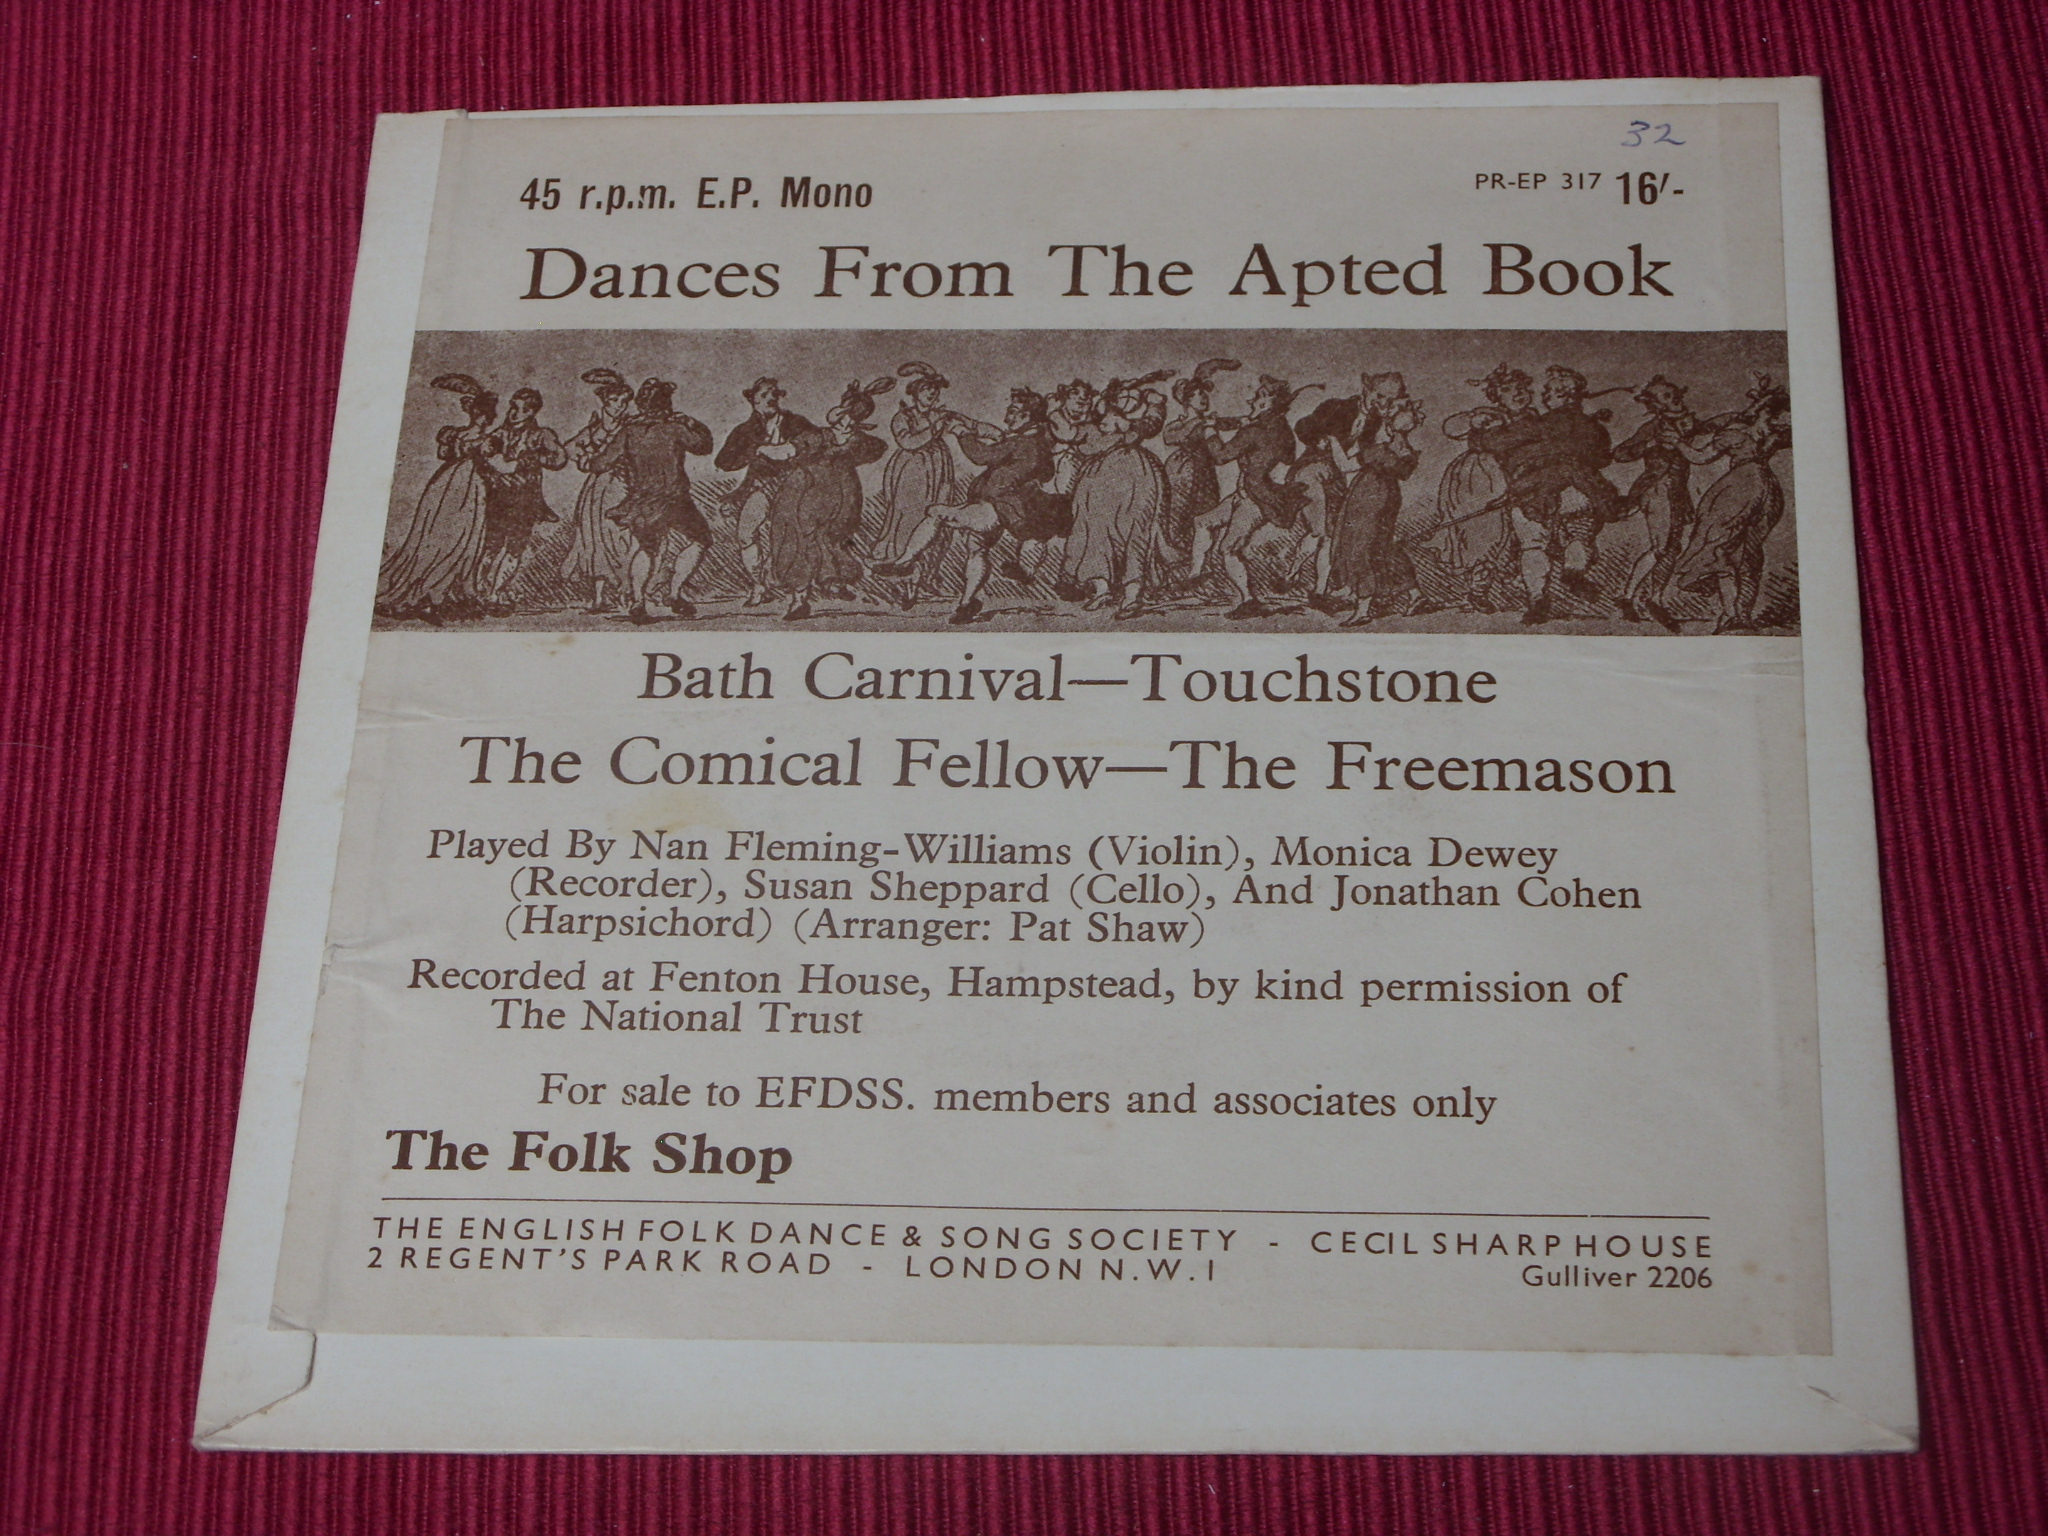 32
45 r.p.m. E.P. Mono PR-EP 317 16/-
Dances From The Apted Book
Bath Carnival—Touchstone
The Comical Fellow—The Freemason
Played By Nan Fleming-Williams (Violin), Monica Dewey
(Recorder), Susan Sheppard (Cello), And Jonathan Cohen
(Harpsichord) (Arranger: Pat Shaw)
Recorded at Fenton House, Hampstead, by kind permission of
The National Trust
For sale to EFDSS. members and associates only
The Folk Shop
THE ENGLISH FOLK DANCE & SONG SOCIETY - CECIL SHARP HOUSE
2 REGENT'S PARK ROAD - LONDON N.W.1
Gulliver 2206